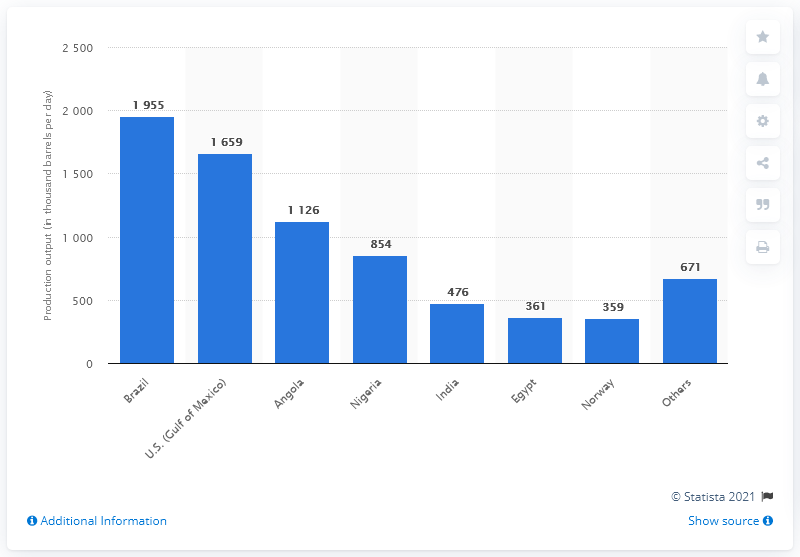 2 500
2 000
1 500
1 000
500
0
Production output (in thousand barrels per day)
1 955
1 659
1 126
854
476
361
359
671
Brazil
U.S. (Gulf of Mexico)
Angola
Nigeria
India
Egypt
Norway
Others
© Statista 2021
Additional Information
Show source